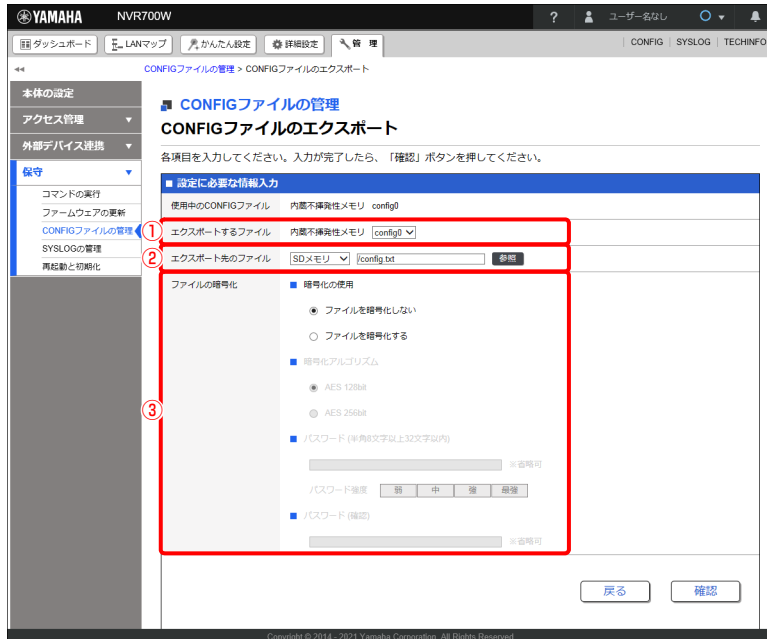 YAMAHA NVR700W ? ユーザー名なし
ダッシュボード LANマップ かんたん設定 詳細設定 管 理 CONFIG | SYSLOG | TECHINFO
CONFIGファイルの管理 > CONFIGファイルのエクスポート
本体の設定
アクセス管理
外部デバイス連携
保守
コマンドの実行
ファームウェアの更新
CONFIGファイルの管理
SYSLOGの管理
再起動と初期化
CONFIGファイルの管理
CONFIGファイルのエクスポート
各項目を入力してください。入力が完了したら、「確認」ボタンを押してください。
■ 設定に必要な情報入力
使用中のCONFIGファイル 内蔵不揮発性メモリ config0
① エクスポートするファイル 内蔵不揮発性メモリ config0
② エクスポート先のファイル SDメモリ /config.txt 参照
③ ファイルの暗号化 ■ 暗号化の使用
ファイルを暗号化しない
ファイルを暗号化する
■ 暗号化アルゴリズム
AES 128bit
AES 256bit
■ パスワード (半角8文字以上32文字以内)
※省略可
パスワード強度 弱 中 強 最強
■ パスワード (確認)
※省略可
戻る 確認
Copyright © 2014 - 2021 Yamaha Corporation. All Rights Reserved.